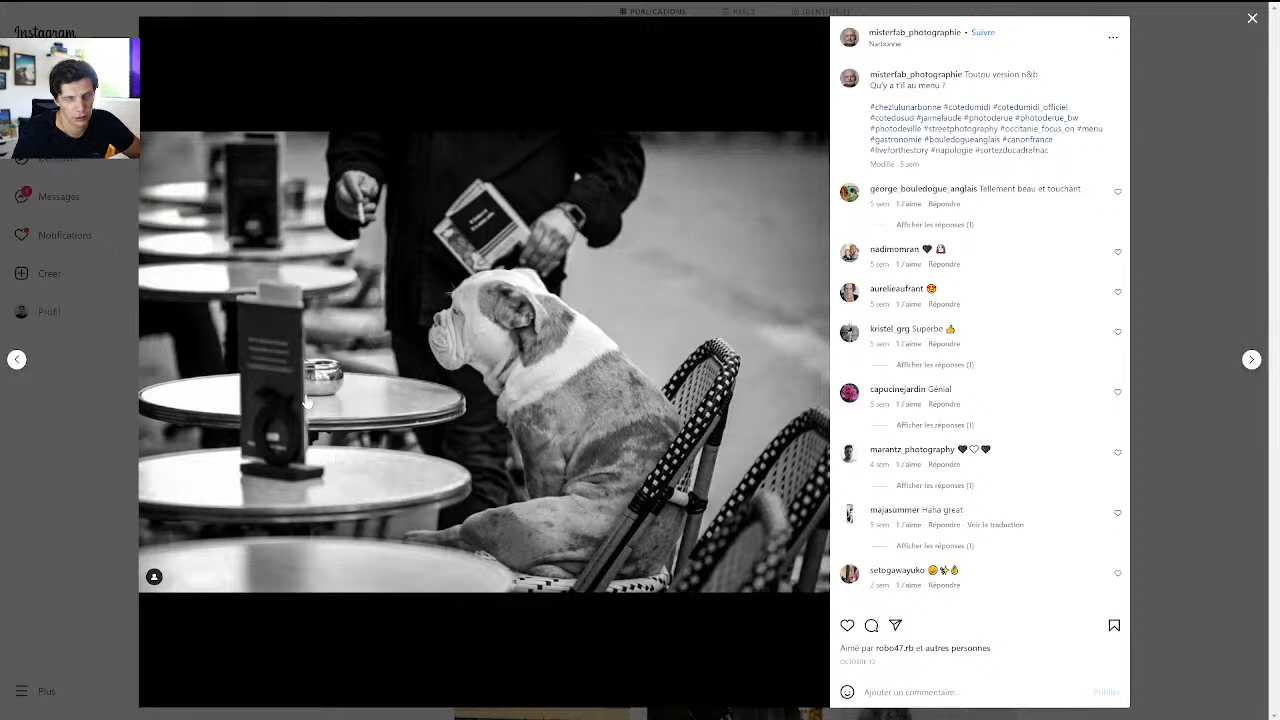 PUBLICATIONS
REELS
IDENTIFIÉ(E)
Instagram
Messages
Notifications
Créer
Profil
Plus
misterfab_photographie • Suivre
Narbonne
misterfab_photographie Toutou version n&b
Qu'y a t'il au menu ?
#chezlulunarbonne #cotedumidi #cotedumidi_officiel
#cotedusud #jaimelaude #photoderue #photoderue_bw
#photodeville #streetphotography #occitanie_focus_on #menu
#gastronomie #bouledogueanglais #canonfrance
#liveforthestory #napologie #sortezducadrefnac
Modifié · 5 sem
george_bouledogue_anglais Tellement beau et touchant
5 sem 1 J'aime Répondre
Afficher les réponses (1)
nadimomran 🖤
5 sem 1 J'aime Répondre
aurelieaufrant 😍
5 sem 1 J'aime Répondre
kristel_grg Superbe 👍
5 sem 1 J'aime Répondre
Afficher les réponses (1)
capucinejardin Génial
5 sem 1 J'aime Répondre
Afficher les réponses (1)
marantz_photography 🖤🤍🖤
4 sem 1 J'aime Répondre
Afficher les réponses (1)
majasummer Haha great
5 sem 1 J'aime Répondre Voir la traduction
Afficher les réponses (1)
setogawayuko
2 sem 1 J'aime Répondre
Aimé par robo47.rb et autres personnes
OCTOBRE 13
Ajouter un commentaire...
Publier